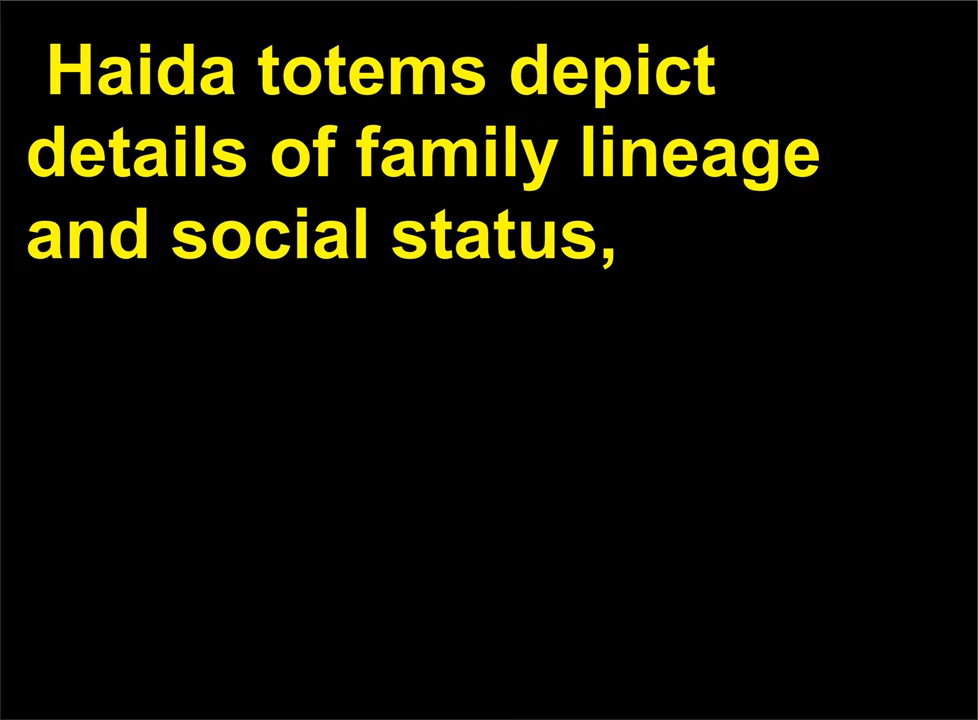 Haida totems depict
details of family lineage
and social status,